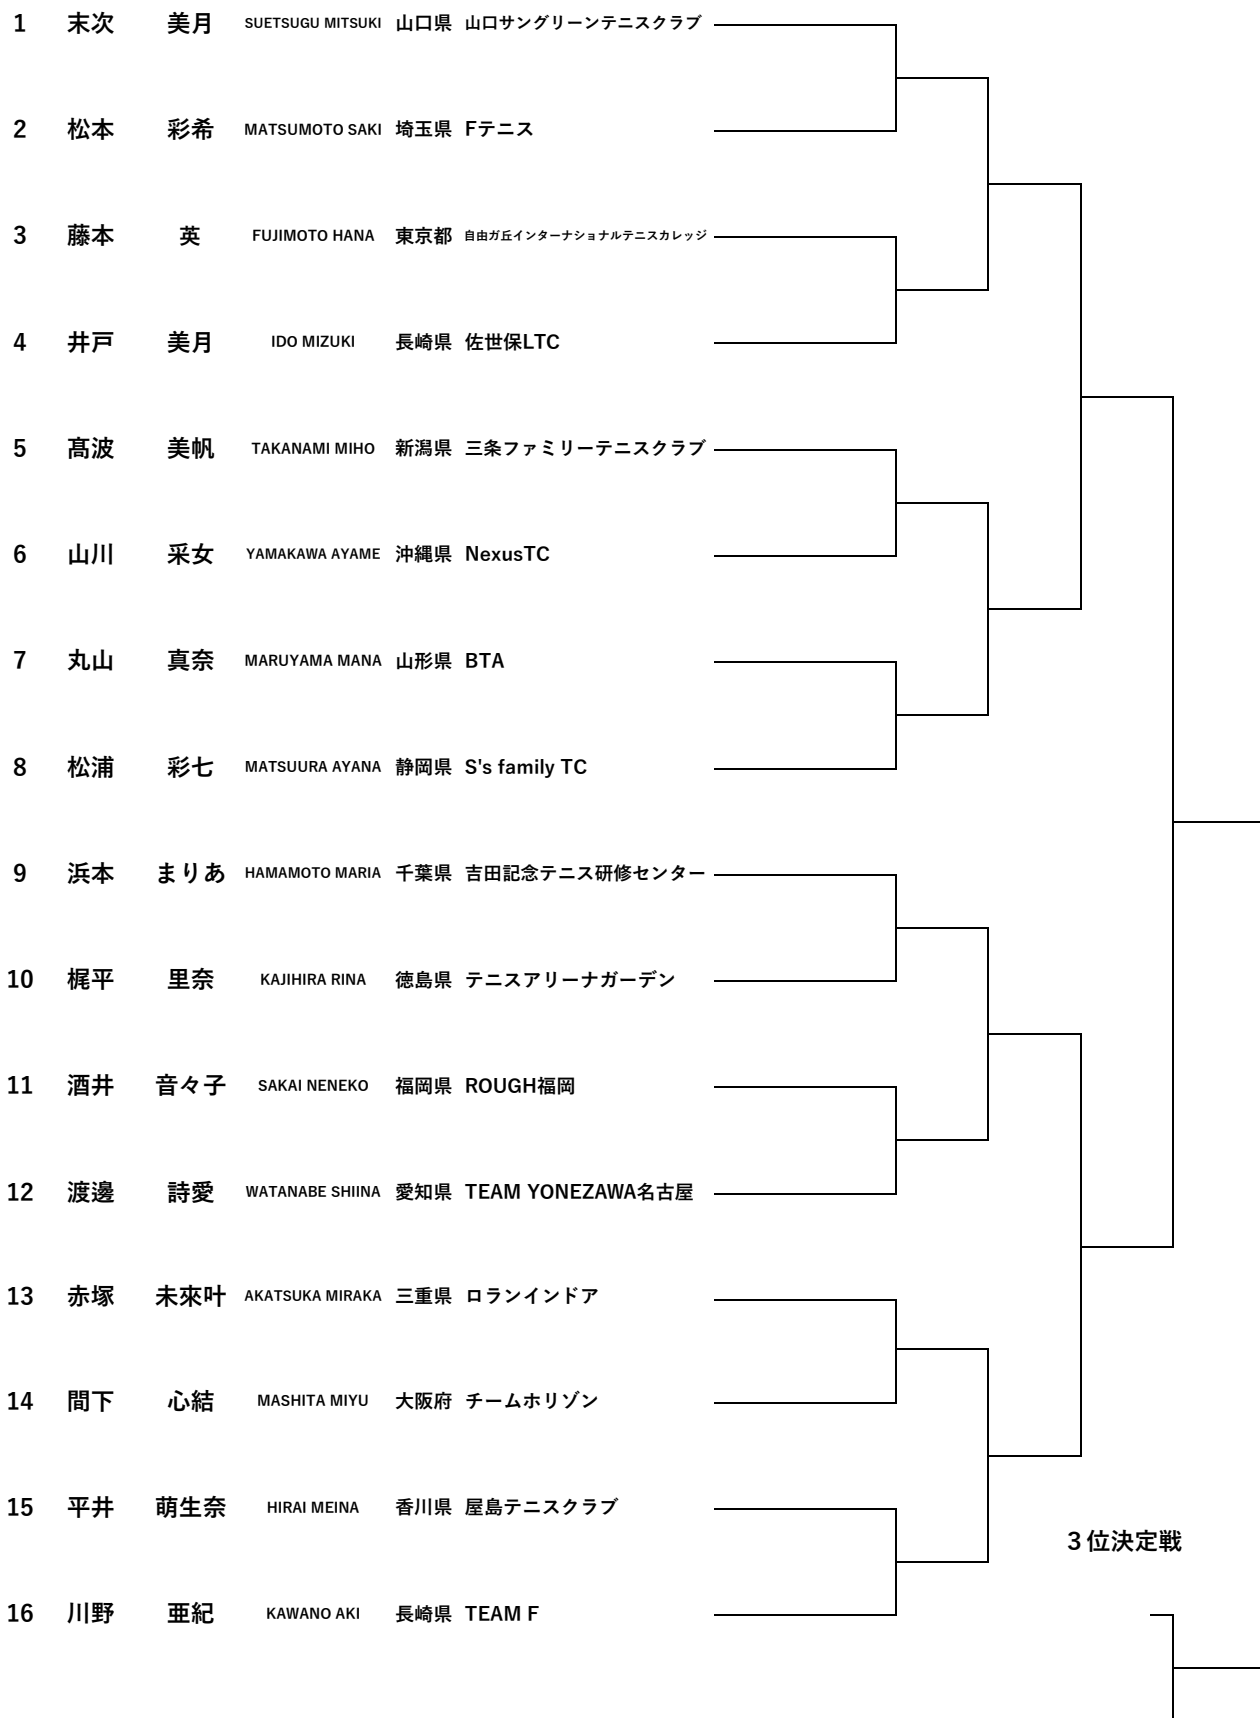 1 末次 美月 SUETSUGU MITSUKI 山口県 山口サングリーンテニスクラブ
2 松本 彩希 MATSUMOTO SAKI 埼玉県 Fテニス
3 藤本 英 FUJIMOTO HANA 東京都 自由ガ丘インターナショナルテニスカレッジ
4 井戸 美月 IDO MIZUKI 長崎県 佐世保LTC
5 髙波 美帆 TAKANAMI MIHO 新潟県 三条ファミリーテニスクラブ
6 山川 采女 YAMAKAWA AYAME 沖縄県 NexusTC
7 丸山 真奈 MARUYAMA MANA 山形県 BTA
8 松浦 彩七 MATSUURA AYANA 静岡県 S's family TC
9 浜本 まりあ HAMAMOTO MARIA 千葉県 吉田記念テニス研修センター
10 梶平 里奈 KAJIHIRA RINA 徳島県 テニスアリーナガーデン
11 酒井 音々子 SAKAI NENEKO 福岡県 ROUGH福岡
12 渡邊 詩愛 WATANABE SHIINA 愛知県 TEAM YONEZAWA名古屋
13 赤塚 未來叶 AKATSUKA MIRAKA 三重県 ロランインドア
14 間下 心結 MASHITA MIYU 大阪府 チームホリゾン
15 平井 萌生奈 HIRAI MEINA 香川県 屋島テニスクラブ
３位決定戦
16 川野 亜紀 KAWANO AKI 長崎県 TEAM F